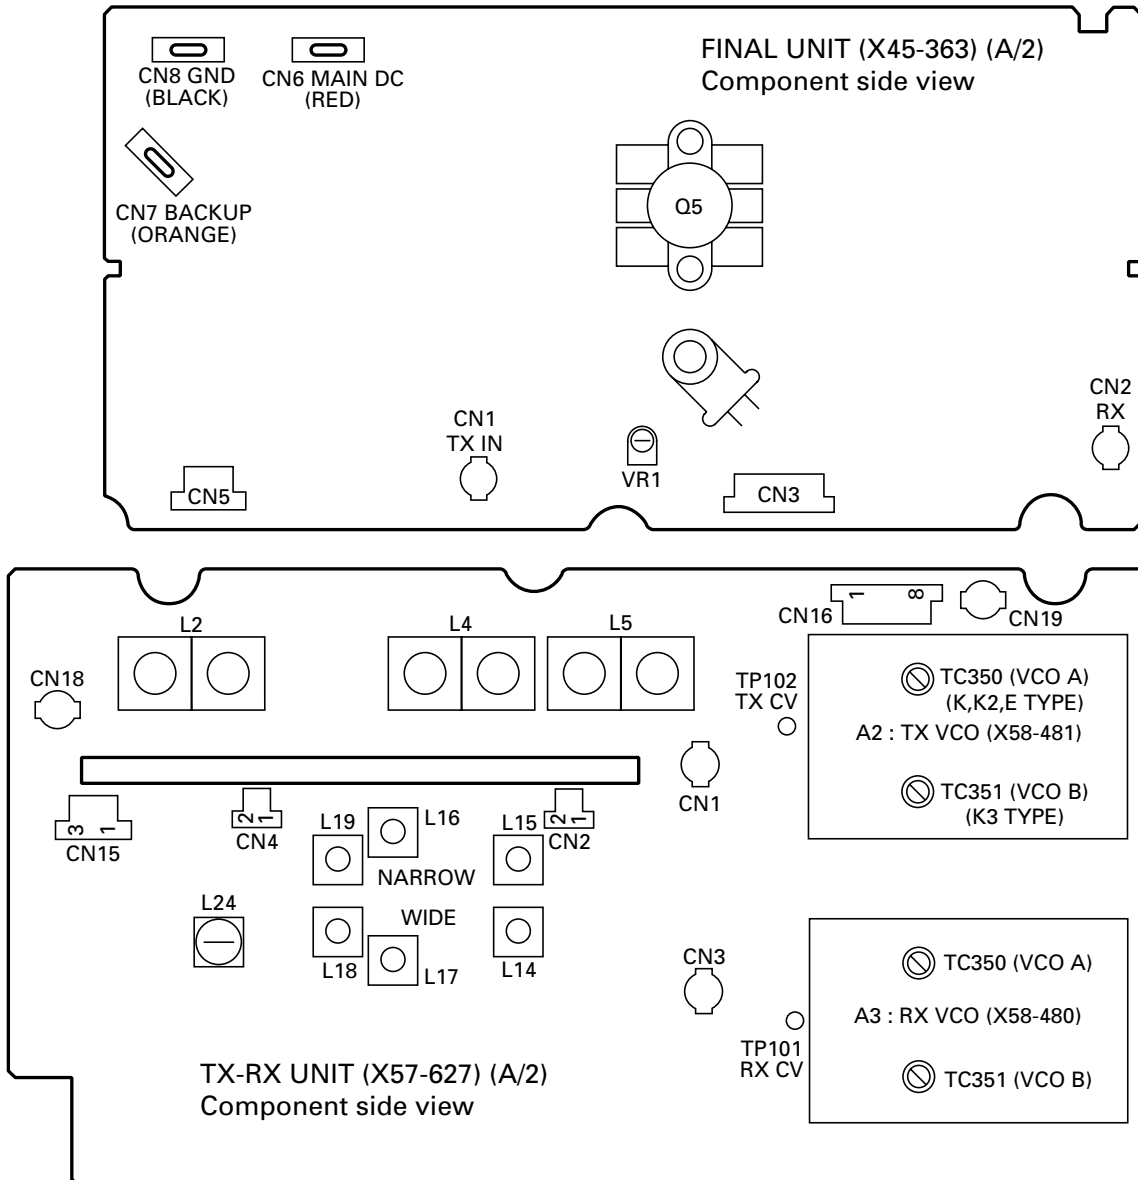 FINAL UNIT (X45-363) (A/2)
Component side view
CN8 GND
(BLACK)
CN6 MAIN DC
(RED)
CN7 BACKUP
(ORANGE)
Q5
CN1
TX IN
VR1
CN2
RX
CN5
CN3
L2
L4
L5
CN16
1 8
CN19
CN18
TP102
TX CV
TC350 (VCO A)
(K,K2,E TYPE)
A2 : TX VCO (X58-481)
TC351 (VCO B)
(K3 TYPE)
CN1
3 1
CN15
2 1
CN4
L19
L16
L15
2 1
CN2
NARROW
L24
WIDE
L18
L17
L14
CN3
TC350 (VCO A)
A3 : RX VCO (X58-480)
TP101
RX CV
TC351 (VCO B)
TX-RX UNIT (X57-627) (A/2)
Component side view